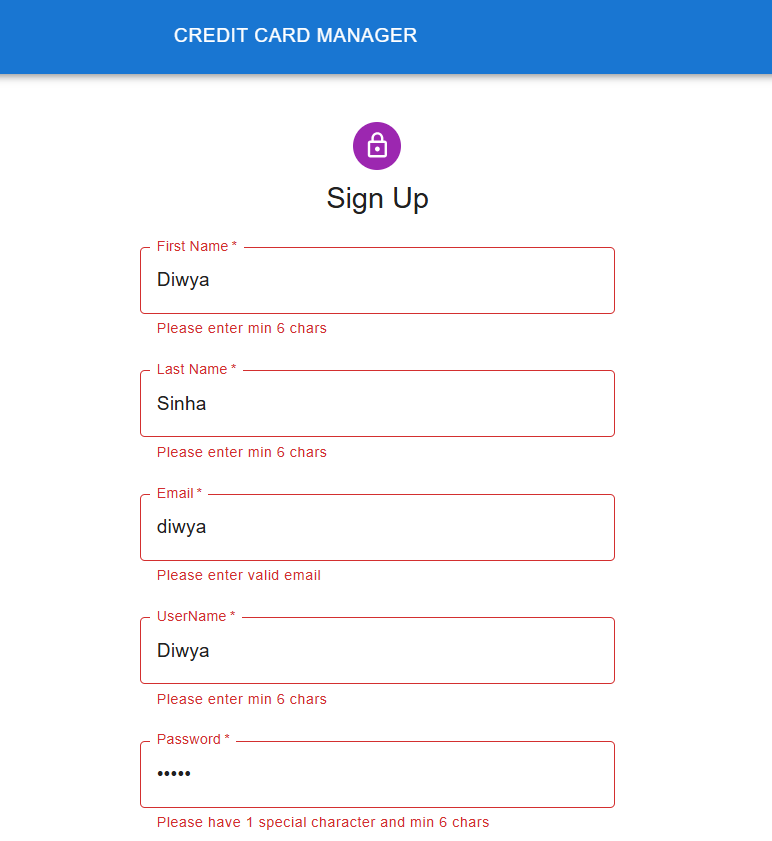 CREDIT CARD MANAGER
Sign Up
First Name *
Diwya
Please enter min 6 chars
Last Name *
Sinha
Please enter min 6 chars
Email *
diwya
Please enter valid email
UserName *
Diwya
Please enter min 6 chars
Password *
•••••
Please have 1 special character and min 6 chars